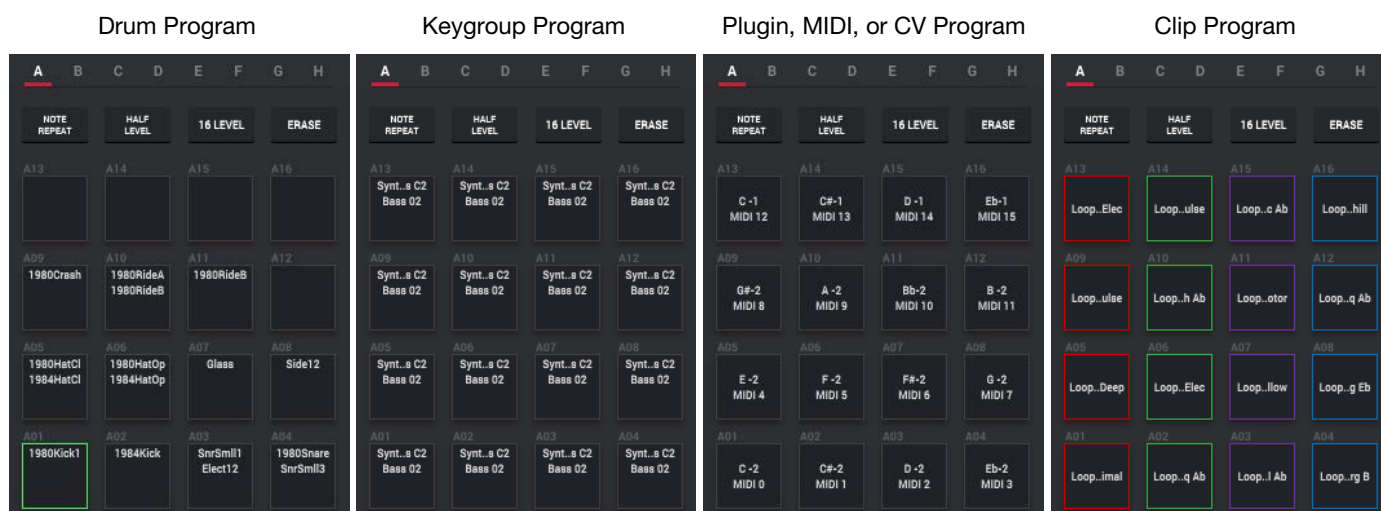 Drum Program
A B C D E F G H
NOTE
REPEAT
HALF
LEVEL
16 LEVEL
ERASE
A13
A14
A15
A16
A09
1980Crash
A10
1980RideA
1980RideB
A11
1980RideB
A12
A05
1980HatCl
1984HatCl
A06
1980HatOp
1984HatOp
A07
Glass
A08
Side12
A01
1980Kick1
A02
1984Kick
A03
SnrSmll1
Elect12
A04
1980Snare
SnrSmll3
Keygroup Program
A B C D E F G H
NOTE
REPEAT
HALF
LEVEL
16 LEVEL
ERASE
A13
Synt..s C2
Bass 02
A14
Synt..s C2
Bass 02
A15
Synt..s C2
Bass 02
A16
Synt..s C2
Bass 02
A09
Synt..s C2
Bass 02
A10
Synt..s C2
Bass 02
A11
Synt..s C2
Bass 02
A12
Synt..s C2
Bass 02
A05
Synt..s C2
Bass 02
A06
Synt..s C2
Bass 02
A07
Synt..s C2
Bass 02
A08
Synt..s C2
Bass 02
A01
Synt..s C2
Bass 02
A02
Synt..s C2
Bass 02
A03
Synt..s C2
Bass 02
A04
Synt..s C2
Bass 02
Plugin, MIDI, or CV Program
A B C D E F G H
NOTE
REPEAT
HALF
LEVEL
16 LEVEL
ERASE
A13
C -1
MIDI 12
A14
C#-1
MIDI 13
A15
D -1
MIDI 14
A16
Eb-1
MIDI 15
A09
G#-2
MIDI 8
A10
A -2
MIDI 9
A11
Bb-2
MIDI 10
A12
B -2
MIDI 11
A05
E -2
MIDI 4
A06
F -2
MIDI 5
A07
F#-2
MIDI 6
A08
G -2
MIDI 7
A01
C -2
MIDI 0
A02
C#-2
MIDI 1
A03
D -2
MIDI 2
A04
Eb-2
MIDI 3
Clip Program
A B C D E F G H
NOTE
REPEAT
HALF
LEVEL
16 LEVEL
ERASE
A13
Loop..Elec
A14
Loop..ulse
A15
Loop..c Ab
A16
Loop..hill
A09
Loop..ulse
A10
Loop..h Ab
A11
Loop..otor
A12
Loop..q Ab
A05
Loop..Deep
A06
Loop..Elec
A07
Loop..llow
A08
Loop..g Eb
A01
Loop..imal
A02
Loop..q Ab
A03
Loop..l Ab
A04
Loop..rg B